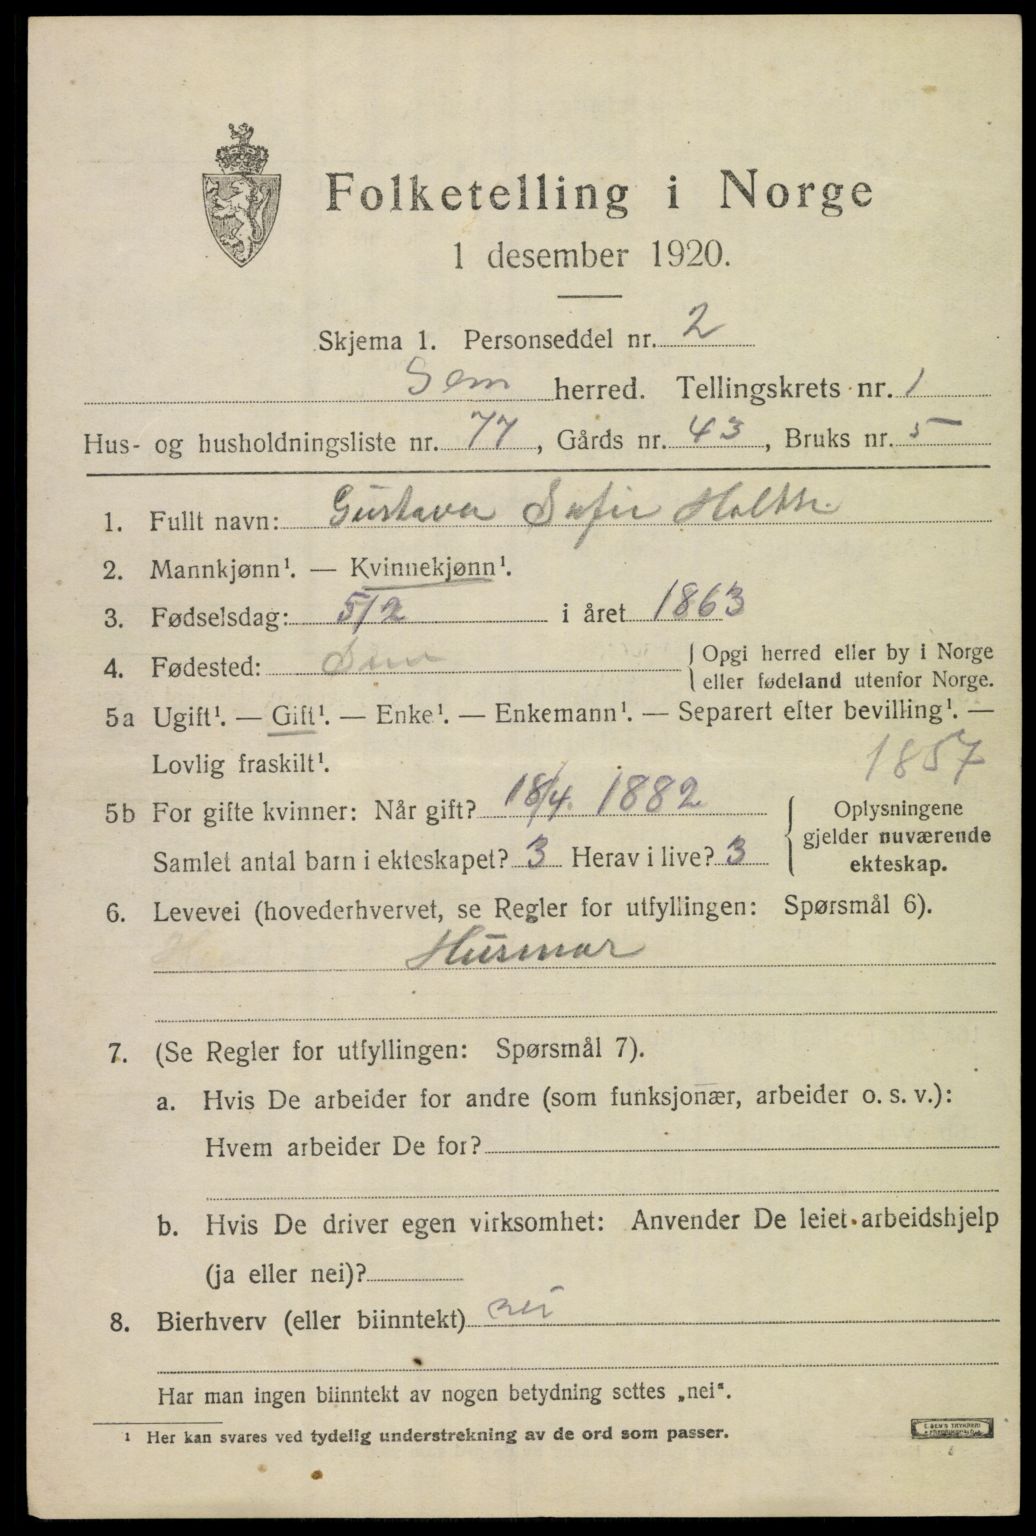 Folketelling i Norge
1 desember 1920.
Skjema 1. Personseddel nr. 2
Sem herred. Tellingskrets nr. 1
Hus- og husholdningsliste nr. 77, Gårds nr. 43, Bruks nr. 5
1. Fullt navn: Gustava Sofie
2. Mannkjønn¹. — Kvinnekjønn¹.
3. Fødselsdag: 5/2 i året 1863
4. Fødested: Sem { Opgi herred eller by i Norge
eller fødeland utenfor Norge.
5a Ugift¹. — Gift¹. — Enke¹. — Enkemann¹. — Separert efter bevilling¹. —
Lovlig fraskilt¹.
1857
5b For gifte kvinner: Når gift? 18/4. 1882
Samlet antal barn i ekteskapet? 3 Herav i live? 3
{ Oplysningene
gjelder nuværende
ekteskap.
6. Levevei (hovederhvervet, se Regler for utfyllingen: Spørsmål 6).
Husmor
7. (Se Regler for utfyllingen: Spørsmål 7).
a. Hvis De arbeider for andre (som funksjonær, arbeider o. s. v.):
Hvem arbeider De for?
b. Hvis De driver egen virksomhet: Anvender De leiet arbeidshjelp
(ja eller nei)?
8. Bierhverv (eller biinntekt) nei
Har man ingen biinntekt av nogen betydning settes „nei“.
¹ Her kan svares ved tydelig understrekning av de ord som passer.